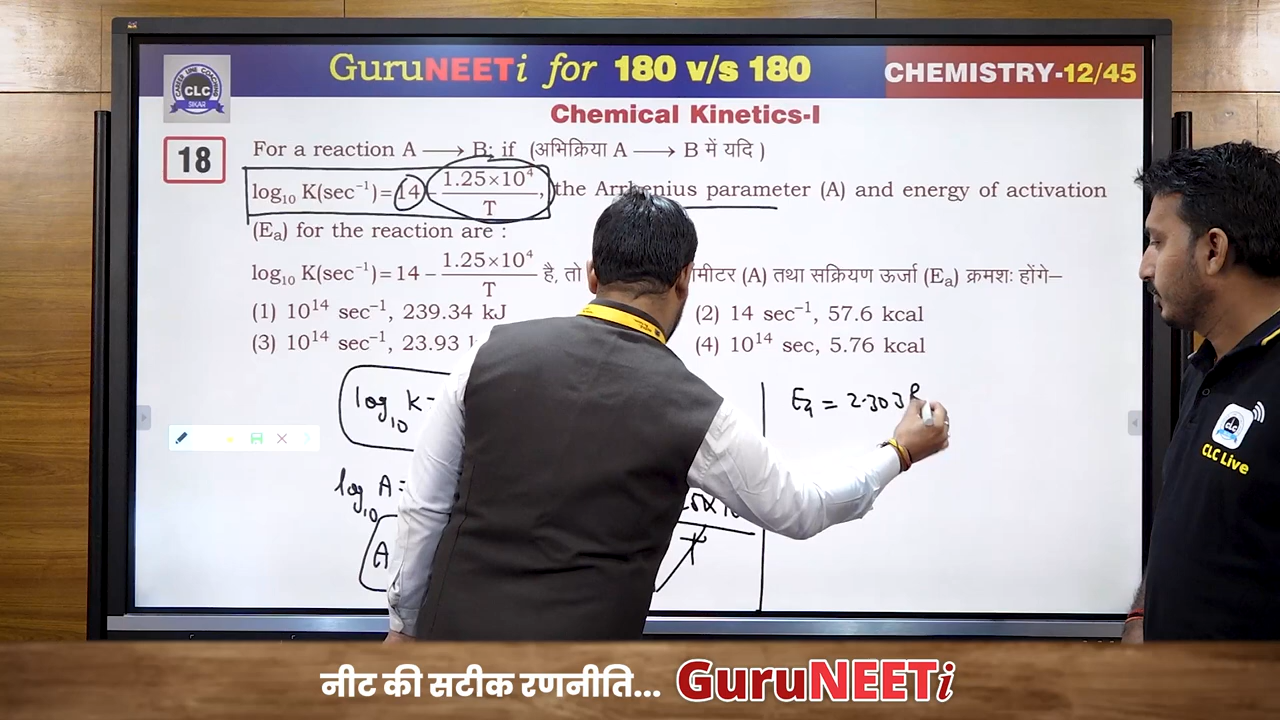 GuruNEETi for 180 v/s 180
CHEMISTRY-12/45
CLC
SIKAR
Chemical Kinetics-I
18
For a reaction A ⟶ B; if (अभिक्रिया A ⟶ B में यदि )
log₁₀ K(sec⁻¹)=14 − 1.25×10⁴/T, the Arrhenius parameter (A) and energy of activation
(Eₐ) for the reaction are :
log₁₀ K(sec⁻¹)=14 − 1.25×10⁴/T है, तो (A) तथा सक्रियण ऊर्जा (Eₐ) क्रमशः होंगे–
(1) 10¹⁴ sec⁻¹, 239.34 kJ
(2) 14 sec⁻¹, 57.6 kcal
(3) 10¹⁴ sec⁻¹, 23.93
(4) 10¹⁴ sec, 5.76 kcal
log₁₀ K=
Eₐ = 2.303 R
log₁₀ A=
A
T
CLC
CLC Live
नीट की सटीक रणनीति... GuruNEETi